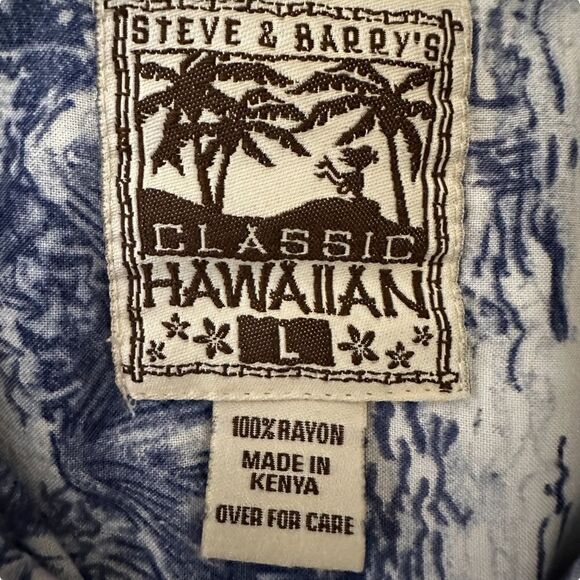 STEVE & BARRY'S
CLASSIC
HAWAIIAN
L
100% RAYON
MADE IN
KENYA
OVER FOR CARE